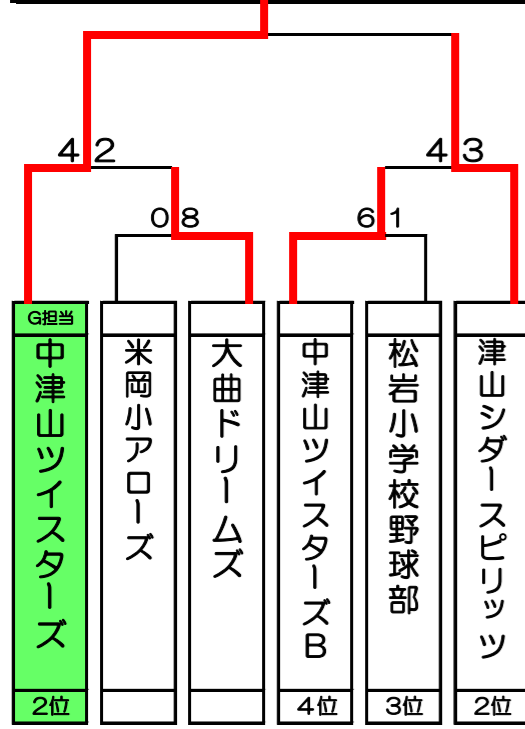 4 2
4 3
0 8
6 1
G担当
中津山ツイスターズ
2位
米岡小アローズ
大曲ドリームズ
中津山ツイスターズB
4位
松岩小学校野球部
3位
津山シダースピリッツ
2位